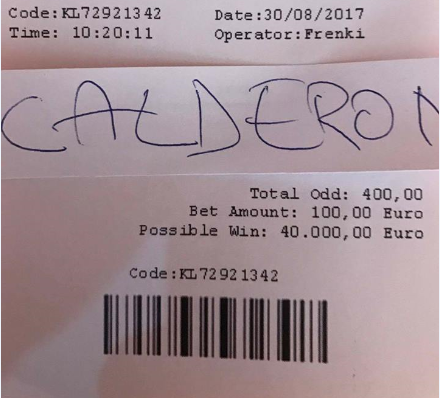 Code:KL72921342 Date:30/08/2017
Time: 10:20:11 Operator:Frenki
CALDERON
Total Odd: 400,00
Bet Amount: 100,00 Euro
Possible Win: 40.000,00 Euro
Code:KL72921342